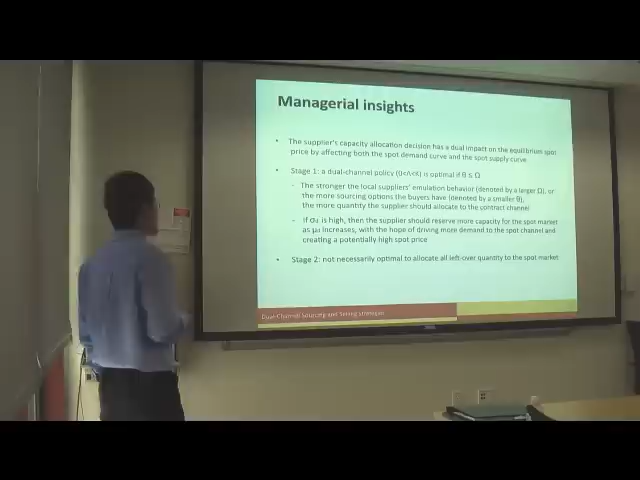 Managerial insights
• The supplier's capacity allocation decision has a dual impact on the equilibrium spot
price by affecting both the spot demand curve and the spot supply curve
• Stage 1: a dual-channel policy (0<Λ<K) is optimal if θ ≤ Ω
– The stronger the local suppliers' emulation behavior (denoted by a larger Ω), or
the more sourcing options the buyers have (denoted by a smaller θ),
the more quantity the supplier should allocate to the contract channel
– If σd is high, then the supplier should reserve more capacity for the spot market
as μd increases, with the hope of driving more demand to the spot channel and
creating a potentially high spot price
• Stage 2: not necessarily optimal to allocate all left-over quantity to the spot market
Dual-Channel Sourcing and Selling Strategies